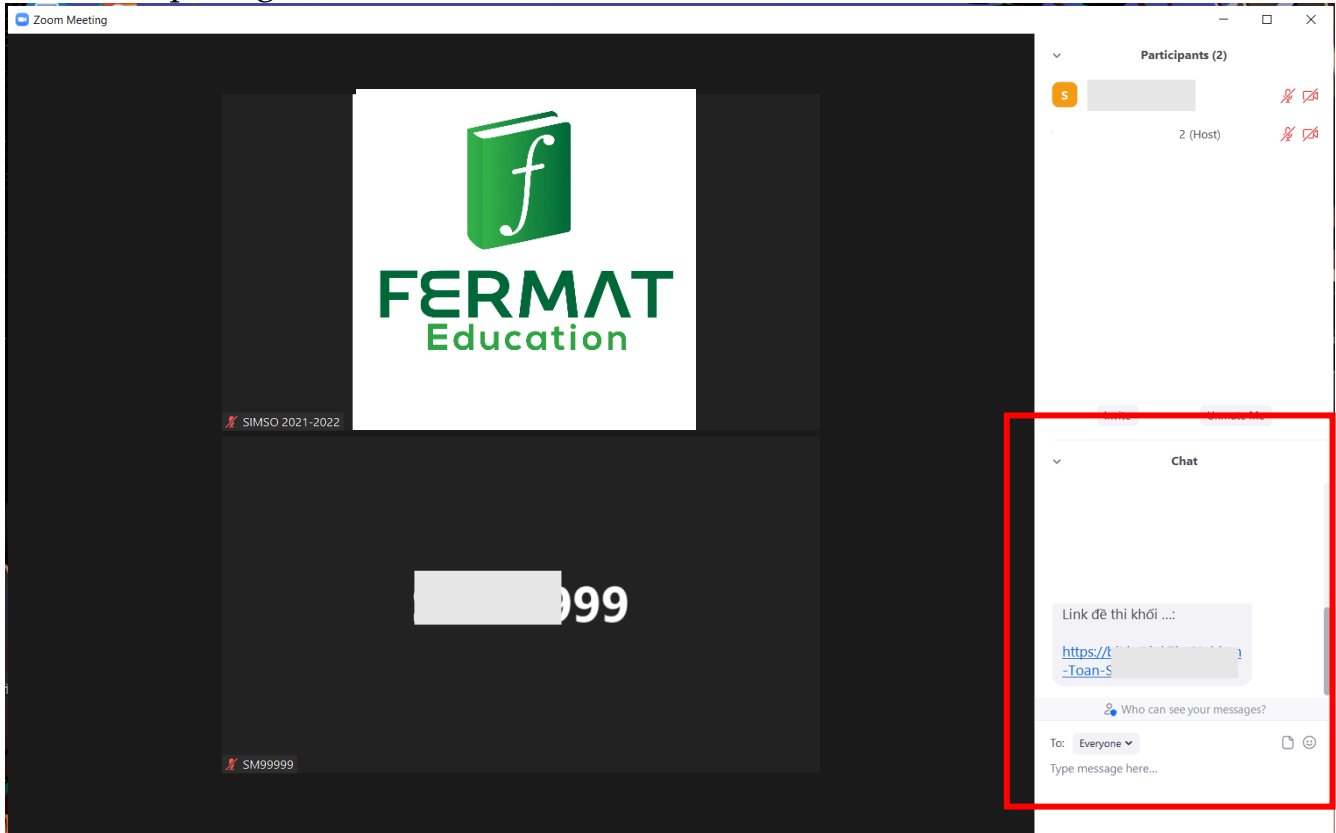 Zoom Meeting
Participants (2)
S
2 (Host)
f
FERMAT
Education
SIMSO 2021-2022
999
SM99999
Chat
Link đề thi khối ...:
https://
-Toan-S
Who can see your messages?
To: Everyone
Type message here...